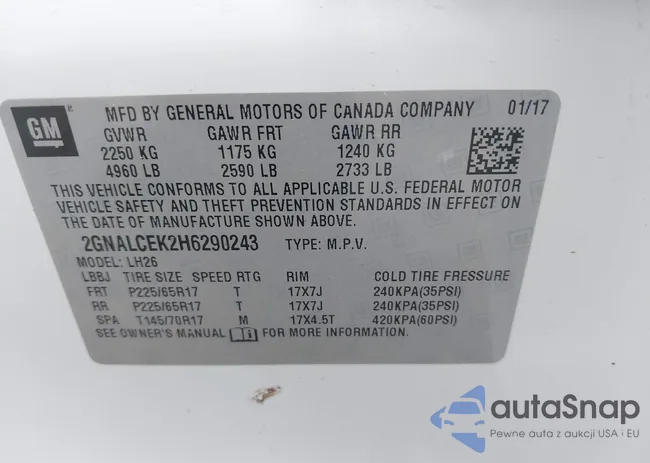 GM
MFD BY GENERAL MOTORS OF CANADA COMPANY 01/17
GVWR GAWR FRT GAWR RR
2250 KG 1175 KG 1240 KG
4960 LB 2590 LB 2733 LB
THIS VEHICLE CONFORMS TO ALL APPLICABLE U.S. FEDERAL MOTOR
VEHICLE SAFETY AND THEFT PREVENTION STANDARDS IN EFFECT ON
THE DATE OF MANUFACTURE SHOWN ABOVE.
2GNALCEK2H6290243 TYPE: M.P.V.
MODEL: LH26
LBBJ TIRE SIZE SPEED RTG RIM COLD TIRE PRESSURE
FRT P225/65R17 T 17X7J 240KPA(35PSI)
RR P225/65R17 T 17X7J 240KPA(35PSI)
SPA T145/70R17 M 17X4.5T 420KPA(60PSI)
SEE OWNER'S MANUAL FOR MORE INFORMATION.
autaSnap
Pewne auta z aukcji USA i EU